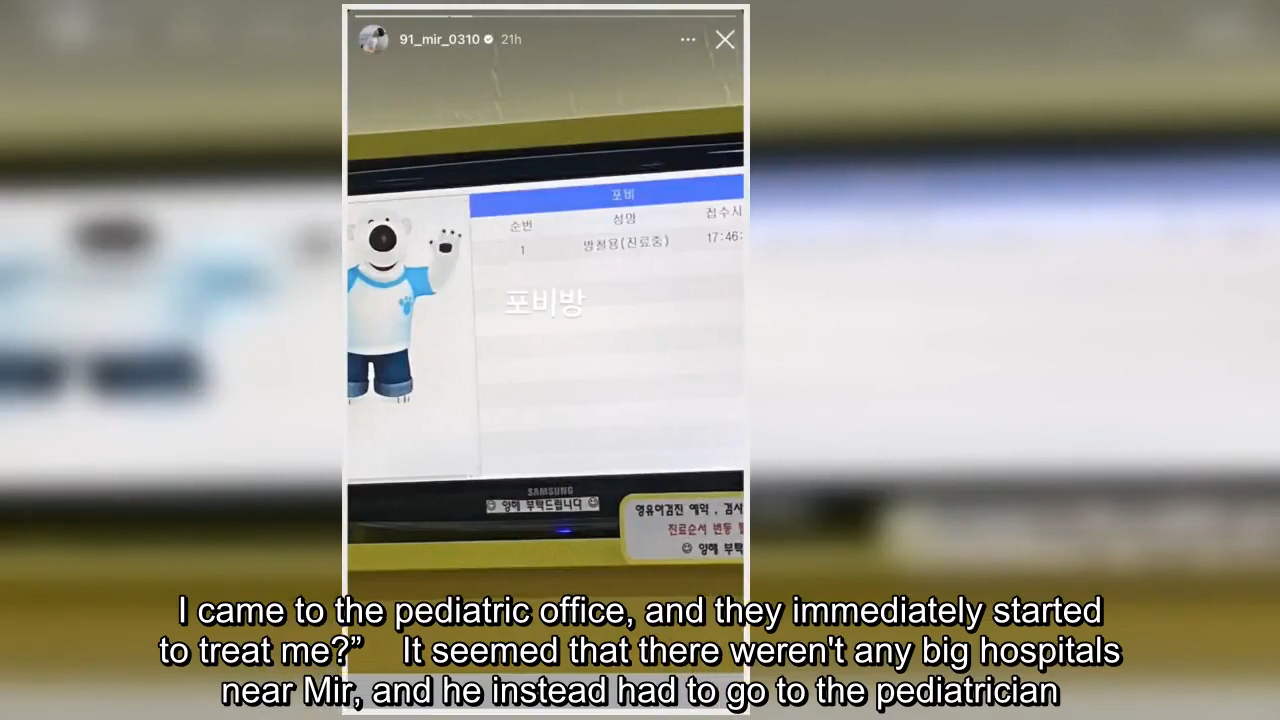 91_mir_0310 21h
포비
순번 성명 접수시
1 방철용(진료중) 17:46:
포비방
SAMSUNG
양해 부탁드립니다
영유아검진 예약, 검사
진료순서 변동
양해 부탁
I came to the pediatric office, and they immediately started
to treat me?” It seemed that there weren't any big hospitals
near Mir, and he instead had to go to the pediatrician